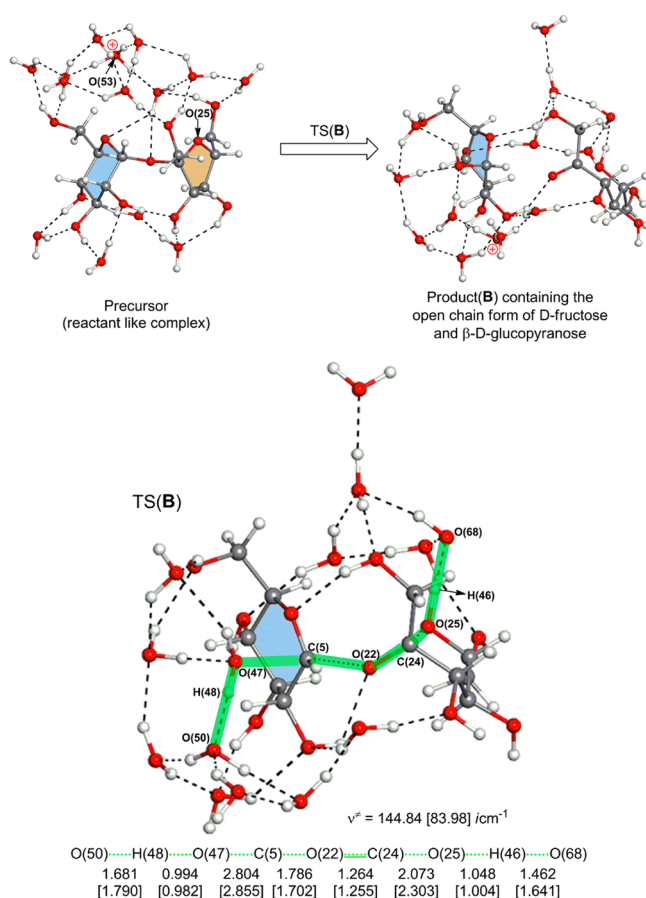 O(53)
O(25)
TS(B)
Precursor
(reactant like complex)
Product(B) containing the
open chain form of D-fructose
and β-D-glucopyranose
TS(B)
O(68)
H(46)
O(25)
C(5)
O(22)
C(24)
O(47)
H(48)
O(50)
ν≠ = 144.84 [83.98] icm-1
O(50) H(48) O(47) C(5) O(22) C(24) O(25) H(46) O(68)
1.681 0.994 2.804 1.786 1.264 2.073 1.048 1.462
[1.790] [0.982] [2.855] [1.702] [1.255] [2.303] [1.004] [1.641]